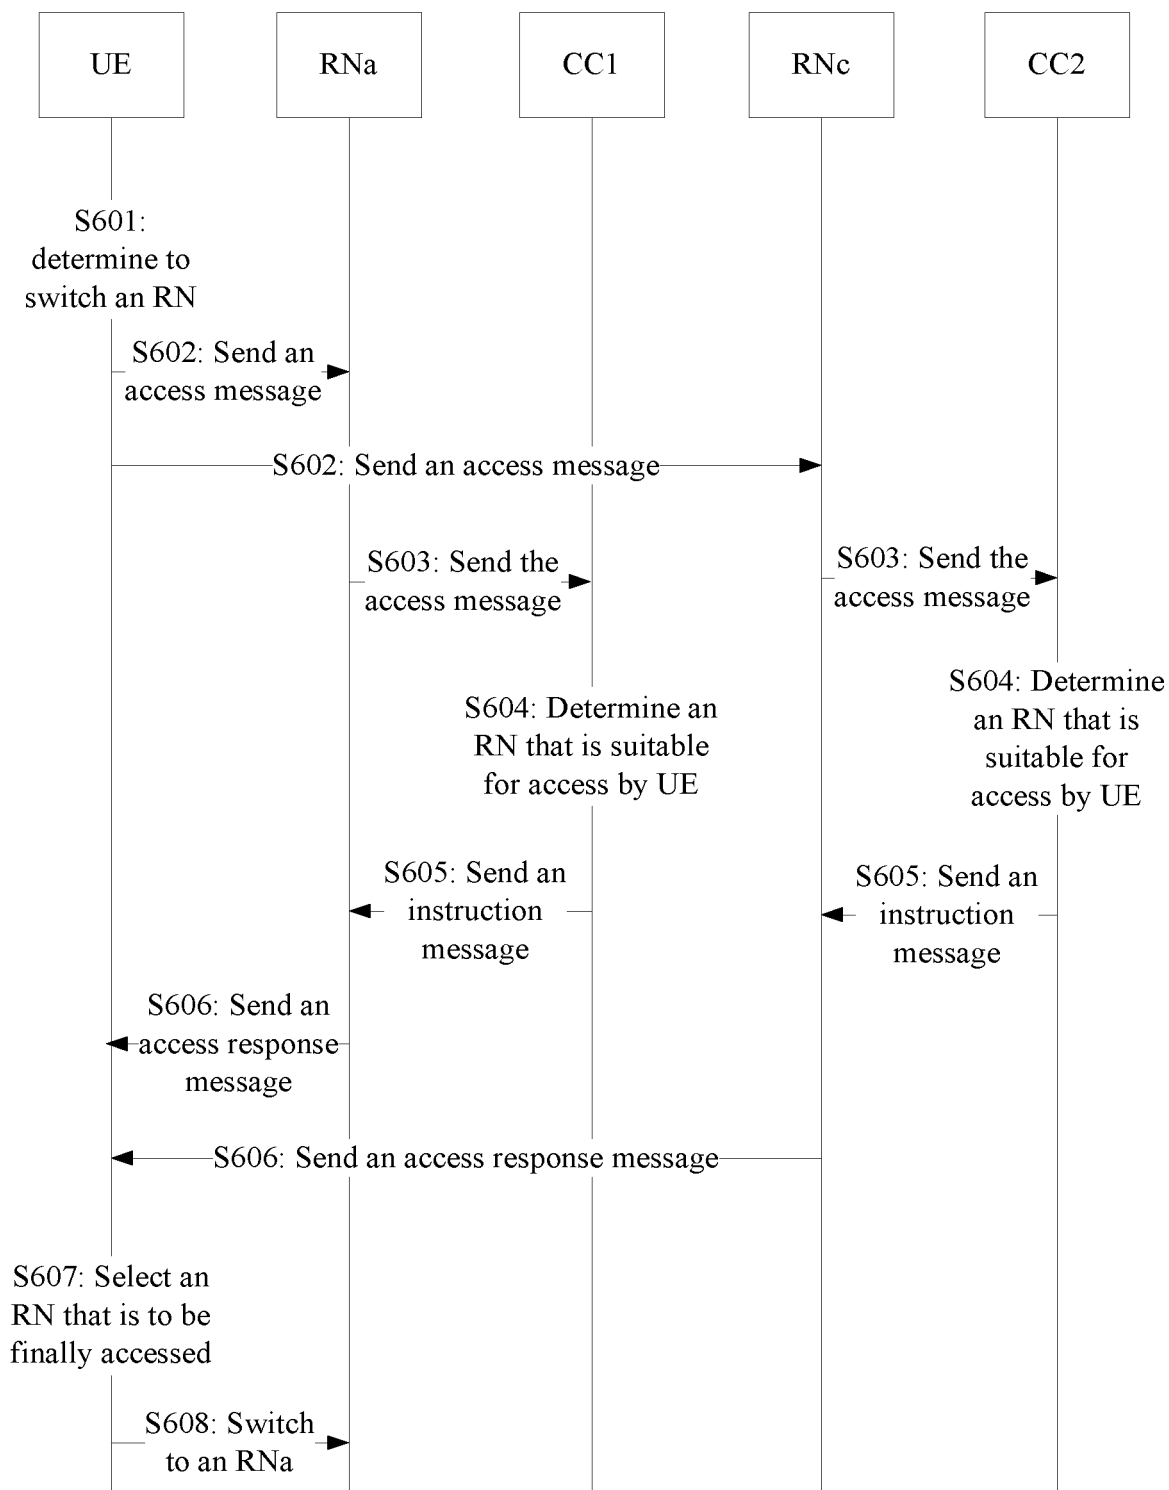 UE
RNa
CC1
RNc
CC2
S601:
determine to
switch an RN
S602: Send an
access message
S602: Send an access message
S603: Send the
access message
S603: Send the
access message
S604: Determine an
RN that is suitable
for access by UE
S604: Determine
an RN that is
suitable for
access by UE
S605: Send an
instruction
message
S605: Send an
instruction
message
S606: Send an
access response
message
S606: Send an access response message
S607: Select an
RN that is to be
finally accessed
S608: Switch
to an RNa